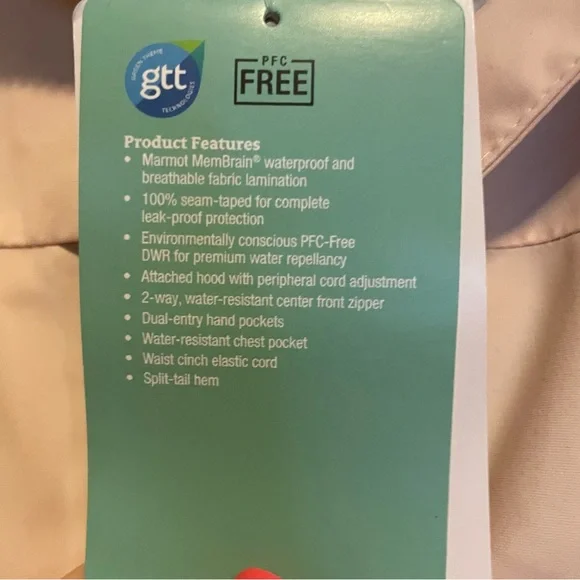 GREEN THEME
gtt
TECHNOLOGIES
PFC
FREE
Product Features
• Marmot MemBrain® waterproof and
breathable fabric lamination
• 100% seam-taped for complete
leak-proof protection
• Environmentally conscious PFC-Free
DWR for premium water repellancy
• Attached hood with peripheral cord adjustment
• 2-way, water-resistant center front zipper
• Dual-entry hand pockets
• Water-resistant chest pocket
• Waist cinch elastic cord
• Split-tail hem